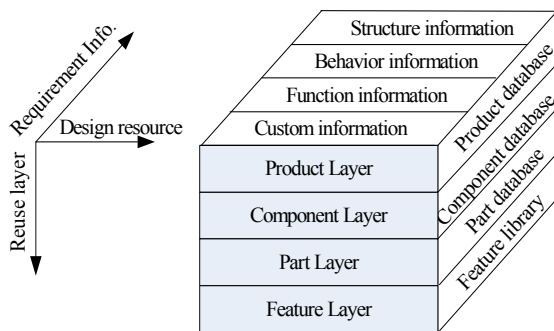 Structure information
Behavior information
Function information
Custom information
Requirement Info.
Design resource
Reuse layer
Product Layer
Component Layer
Part Layer
Feature Layer
Product database
Component database
Part database
Feature library